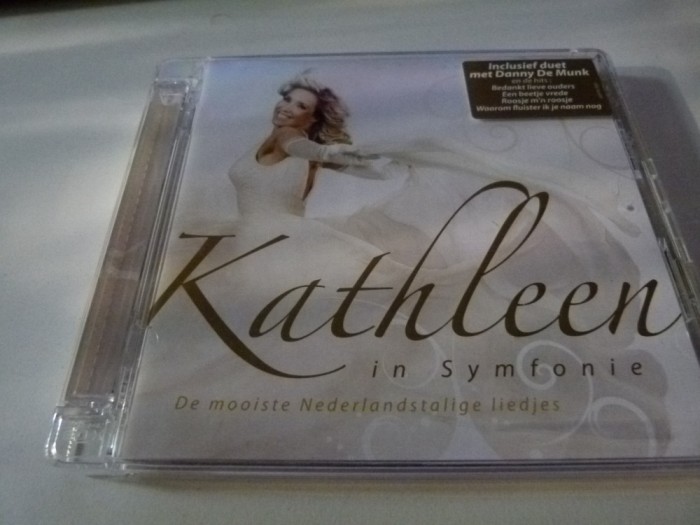 Inclusief duet
met Danny De Munk
en de hits :
Bedankt lieve ouders
Een beetje vrede
Roosje m'n roosje
Waarom fluister ik je naam nog
Kathleen
in Symfonie
De mooiste Nederlandstalige liedjes